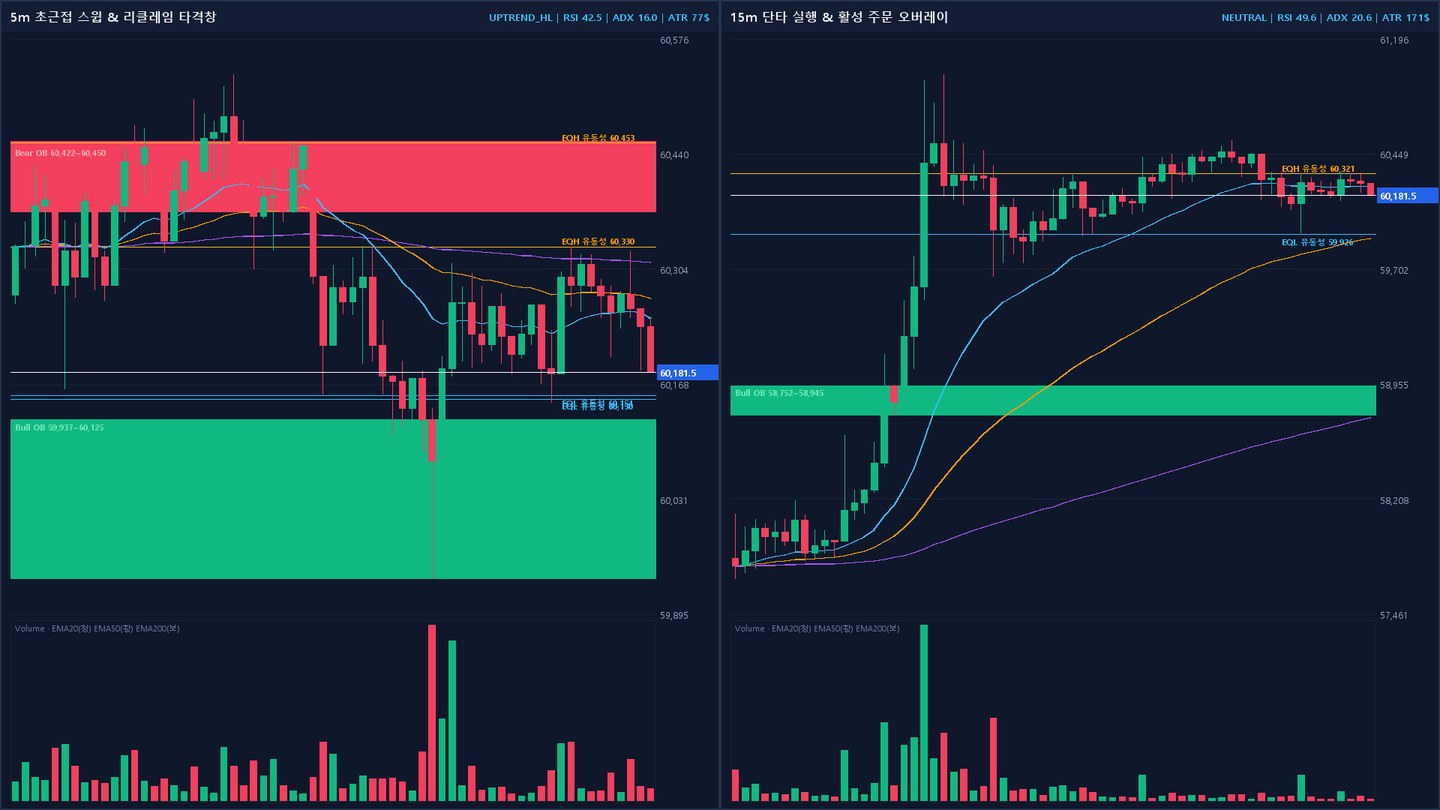 5m 초근접 스윕 & 리클레임 타격창
UPTREND_HL | RSI 42.5 | ADX 16.0 | ATR 77$
60,576
EQH 유동성 60,453
Bear OB 60,422~60,450
60,440
EQH 유동성 60,330
60,304
60,181.5
60,168
EQL 유동성 60,150
Bull OB 59,937~60,125
60,031
59,895
Volume · EMA20(청) EMA50(황) EMA200(보)
15m 단타 실행 & 활성 주문 오버레이
NEUTRAL | RSI 49.6 | ADX 20.6 | ATR 171$
61,196
60,449
EQH 유동성 60,321
60,181.5
EQL 유동성 59,926
59,702
58,955
Bull OB 58,752~58,945
58,208
57,461
Volume · EMA20(청) EMA50(황) EMA200(보)